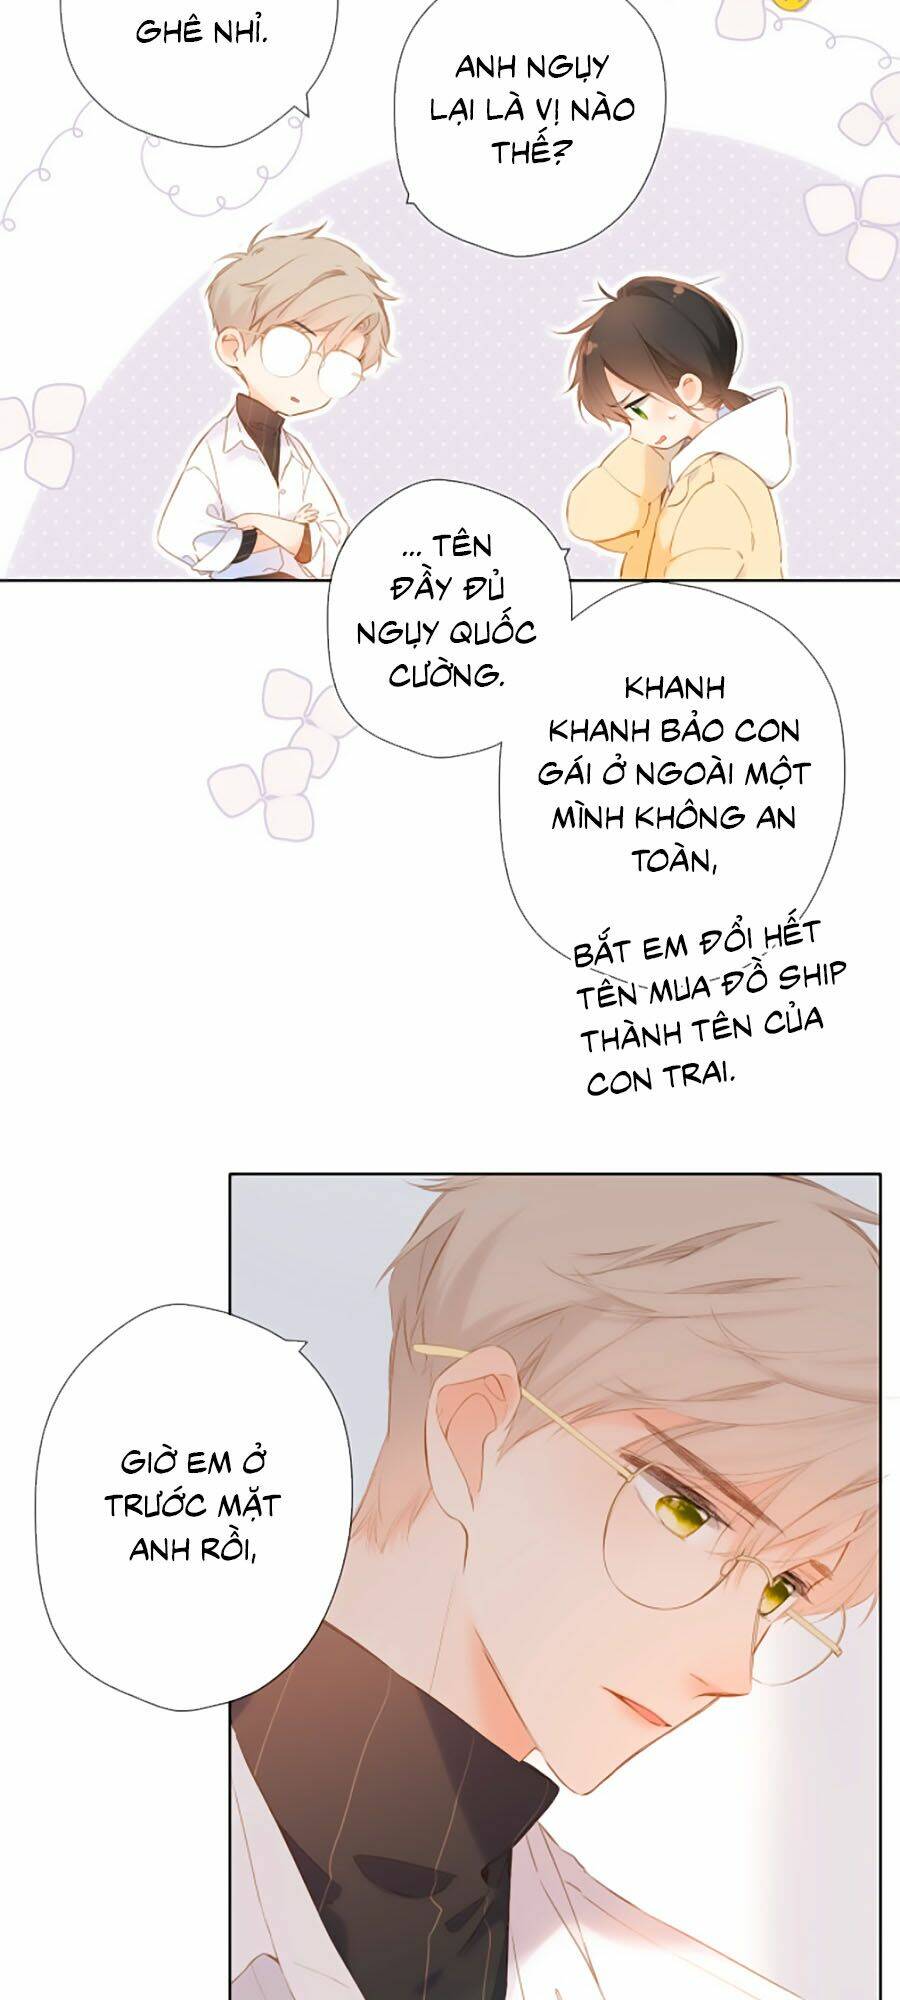 GHÊ NHỈ.
ANH NGỤY
LẠI LÀ VỊ NÀO
THẾ?
... TÊN
ĐẦY ĐỦ
NGỤY QUỐC
CƯỜNG.
KHANH
KHANH BẢO CON
GÁI Ở NGOÀI MỘT
MÌNH KHÔNG AN
TOÀN,
BẮT EM ĐỔI HẾT
TÊN MUA ĐỒ SHIP
THÀNH TÊN CỦA
CON TRAI.
GIỜ EM Ở
TRƯỚC MẶT
ANH RỒI,